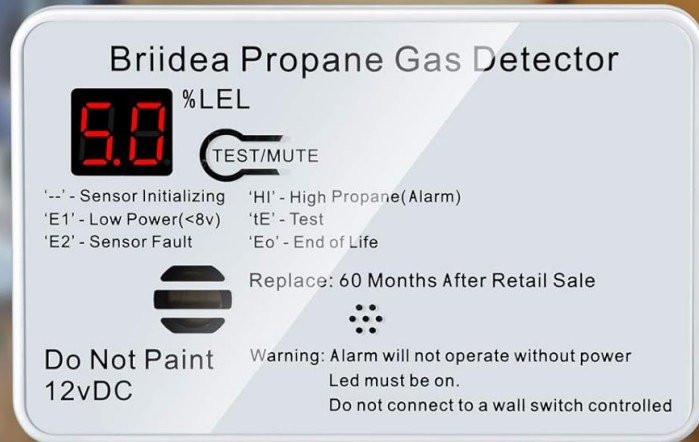 Briidea Propane Gas Detector
5.0 %LEL
TEST/MUTE
'--' - Sensor Initializing
'E1' - Low Power(<8v)
'E2' - Sensor Fault
'HI' - High Propane(Alarm)
'tE' - Test
'Eo' - End of Life
Replace: 60 Months After Retail Sale
Do Not Paint
12vDC
Warning: Alarm will not operate without power
Led must be on.
Do not connect to a wall switch controlled